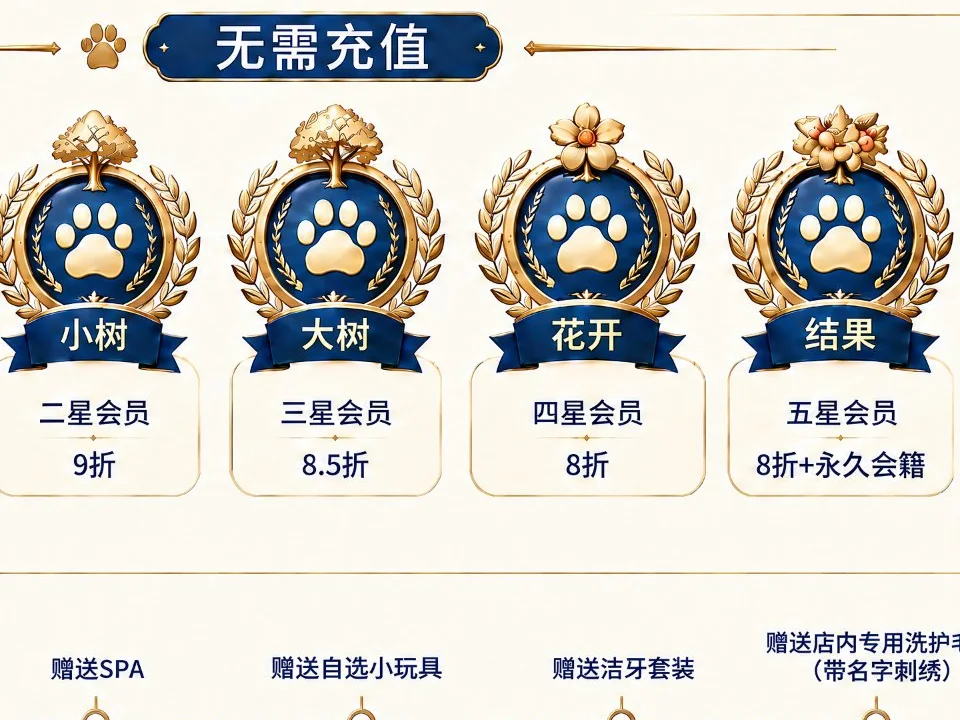 无需充值
小树
大树
花开
结果
二星会员
三星会员
四星会员
五星会员
9折
8.5折
8折
8折+永久会籍
赠送SPA
赠送自选小玩具
赠送洁牙套装
赠送店内专用洗护
（带名字刺绣）